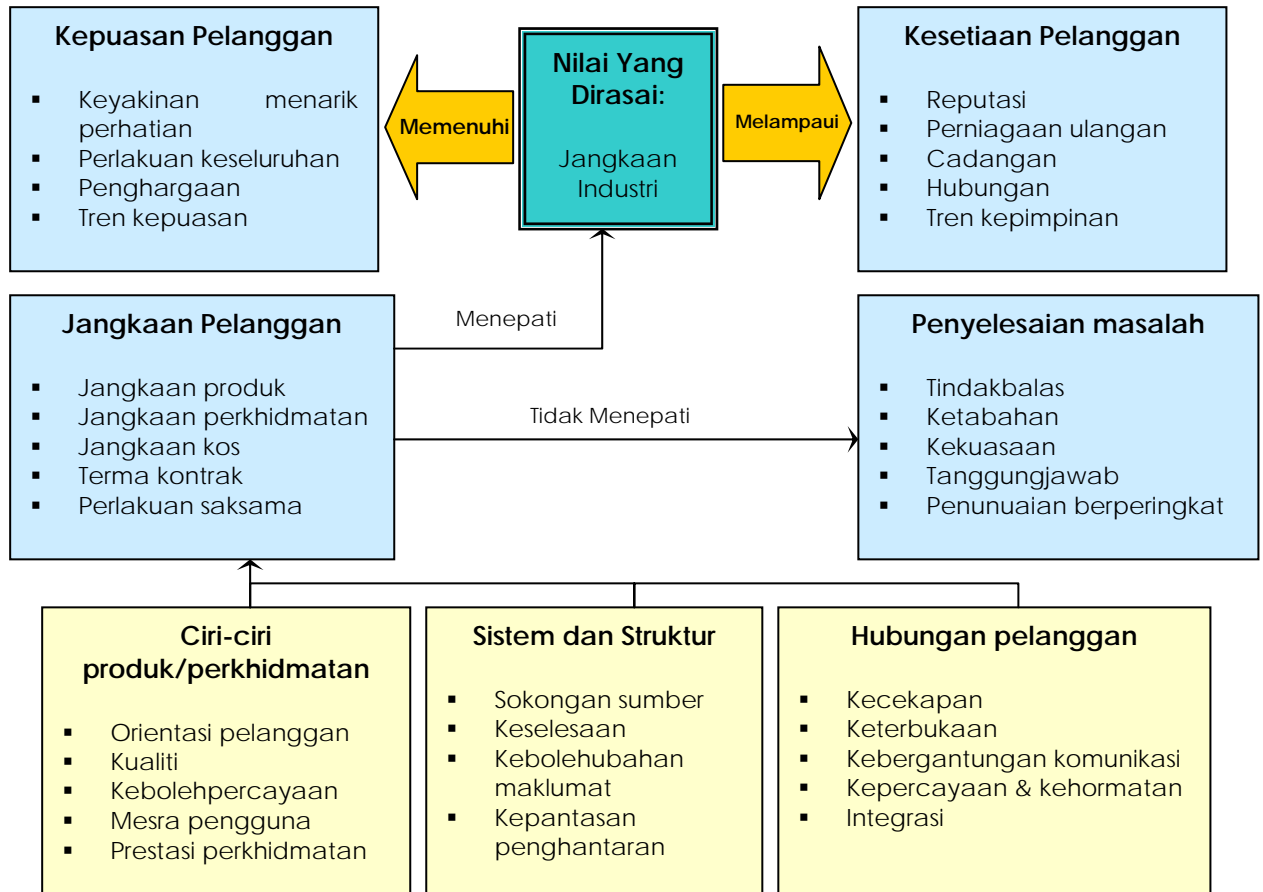 Kepuasan Pelanggan
▪ Keyakinan menarik
perhatian
▪ Perlakuan keseluruhan
▪ Penghargaan
▪ Tren kepuasan
Memenuhi
Nilai Yang
Dirasai:
Jangkaan
Industri
Melampaui
Kesetiaan Pelanggan
▪ Reputasi
▪ Perniagaan ulangan
▪ Cadangan
▪ Hubungan
▪ Tren kepimpinan
Jangkaan Pelanggan
▪ Jangkaan produk
▪ Jangkaan perkhidmatan
▪ Jangkaan kos
▪ Terma kontrak
▪ Perlakuan saksama
Menepati
Tidak Menepati
Penyelesaian masalah
▪ Tindakbalas
▪ Ketabahan
▪ Kekuasaan
▪ Tanggungjawab
▪ Penunuaian berperingkat
Ciri-ciri
produk/perkhidmatan
▪ Orientasi pelanggan
▪ Kualiti
▪ Kebolehpercayaan
▪ Mesra pengguna
▪ Prestasi perkhidmatan
Sistem dan Struktur
▪ Sokongan sumber
▪ Keselesaan
▪ Kebolehubahan
maklumat
▪ Kepantasan
penghantaran
Hubungan pelanggan
▪ Kecekapan
▪ Keterbukaan
▪ Kebergantungan komunikasi
▪ Kepercayaan & kehormatan
▪ Integrasi